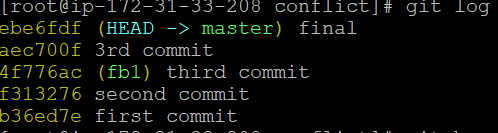 [root@ip-172-31-33-208 conflict]# git log
ebe6fdf (HEAD -> master) final
aec700f 3rd commit
4f776ac (fb1) third commit
f313276 second commit
b36ed7e first commit